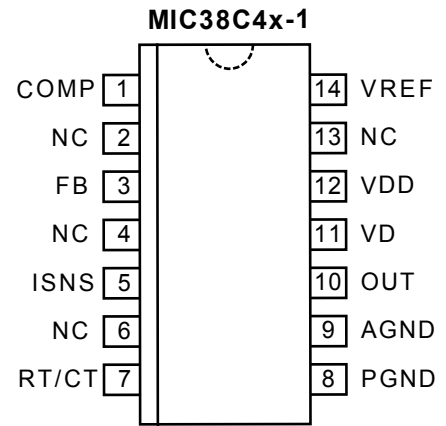 MIC38C4x-1
COMP 1 14 VREF
NC 2 13 NC
FB 3 12 VDD
NC 4 11 VD
ISNS 5 10 OUT
NC 6 9 AGND
RT/CT 7 8 PGND